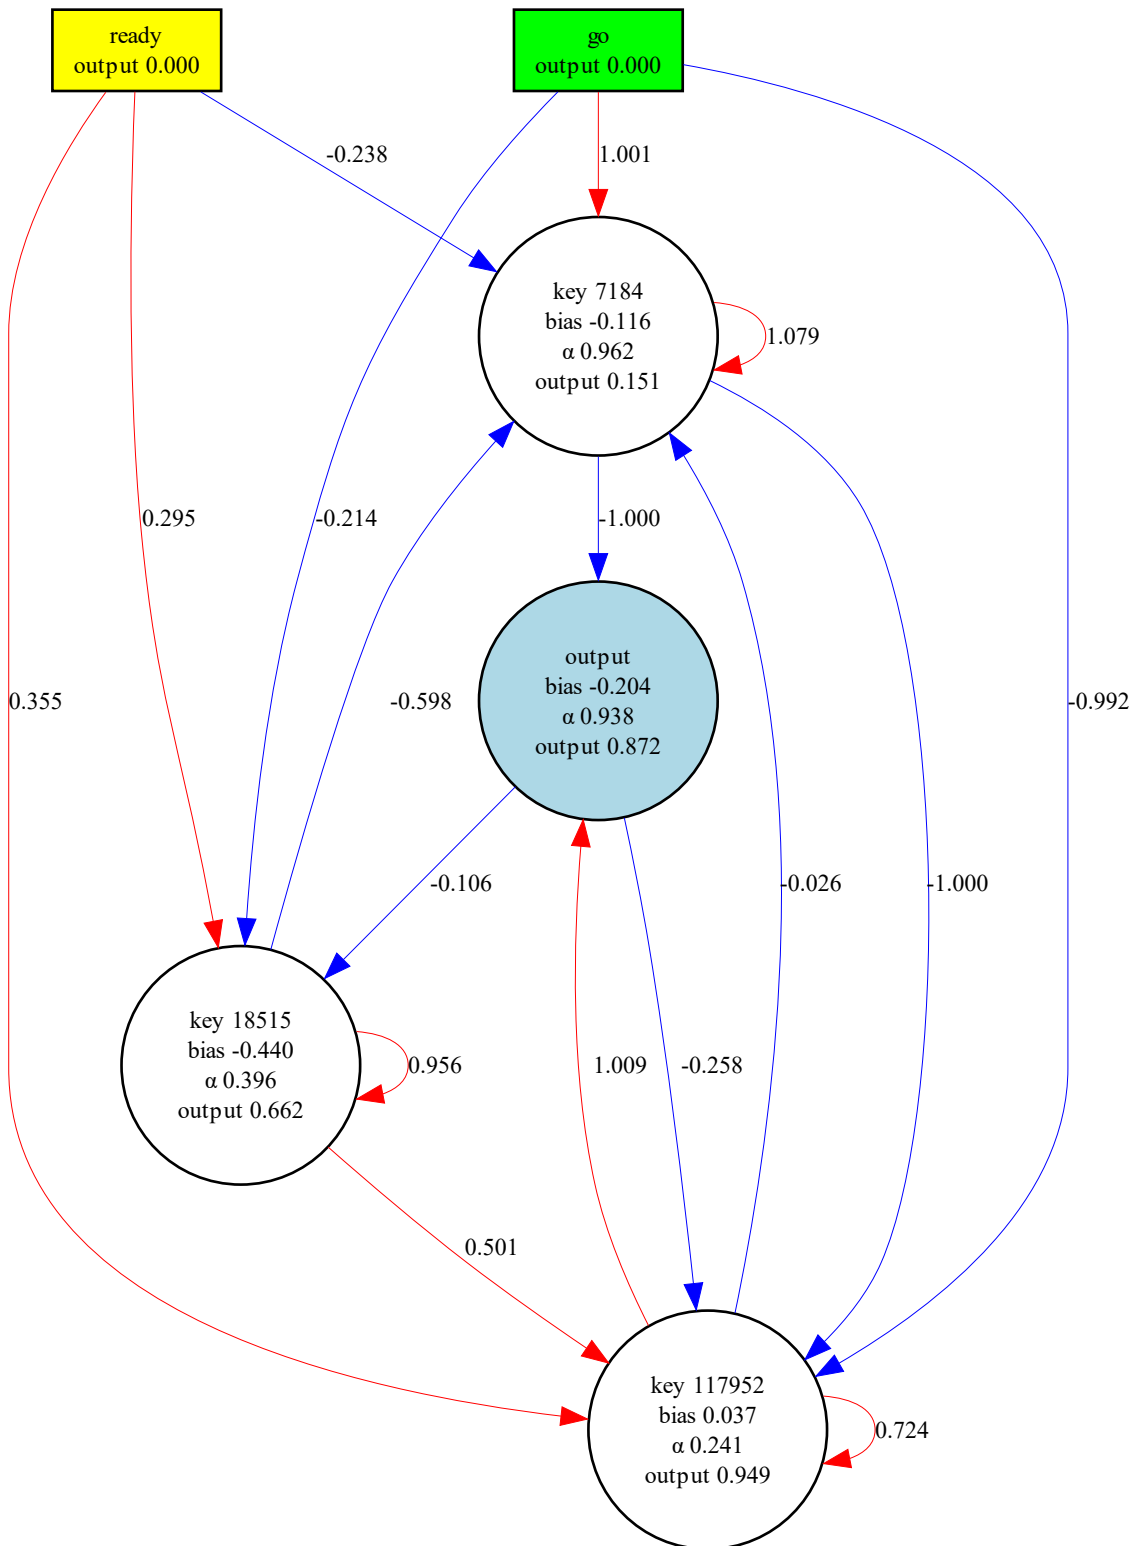 ready
output 0.000
go
output 0.000
-0.238
1.001
key 7184
bias -0.116
α 0.962
output 0.151
1.079
0.295
-0.214
-1.000
output
bias -0.204
α 0.938
output 0.872
0.355
-0.598
-0.992
-0.106
-0.026
-1.000
key 18515
bias -0.440
α 0.396
output 0.662
0.956
1.009
-0.258
0.501
key 117952
bias 0.037
α 0.241
output 0.949
0.724